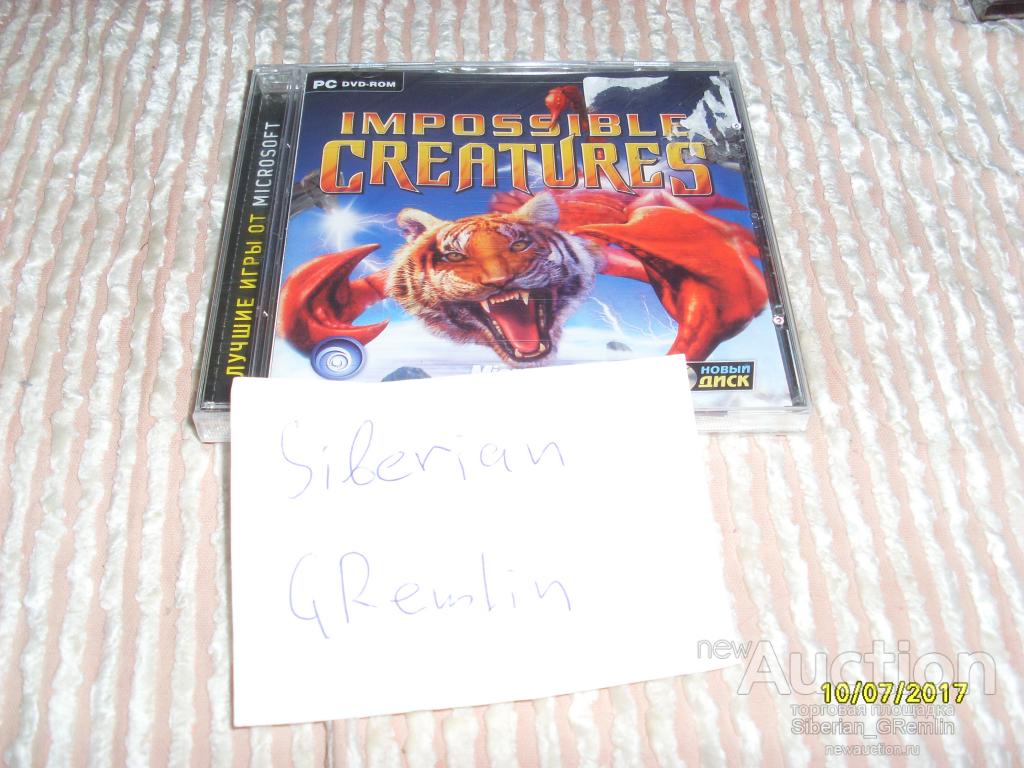 PC DVD-ROM
IMPOSSIBLE
CREATURES
ЛУЧШИЕ ИГРЫ ОТ MICROSOFT
НОВЫЙ
ДИСК
Siberian
GRemlin
newAuction
10/07/2017
торговая площадка
Siberian_GRemlin
newauction.ru